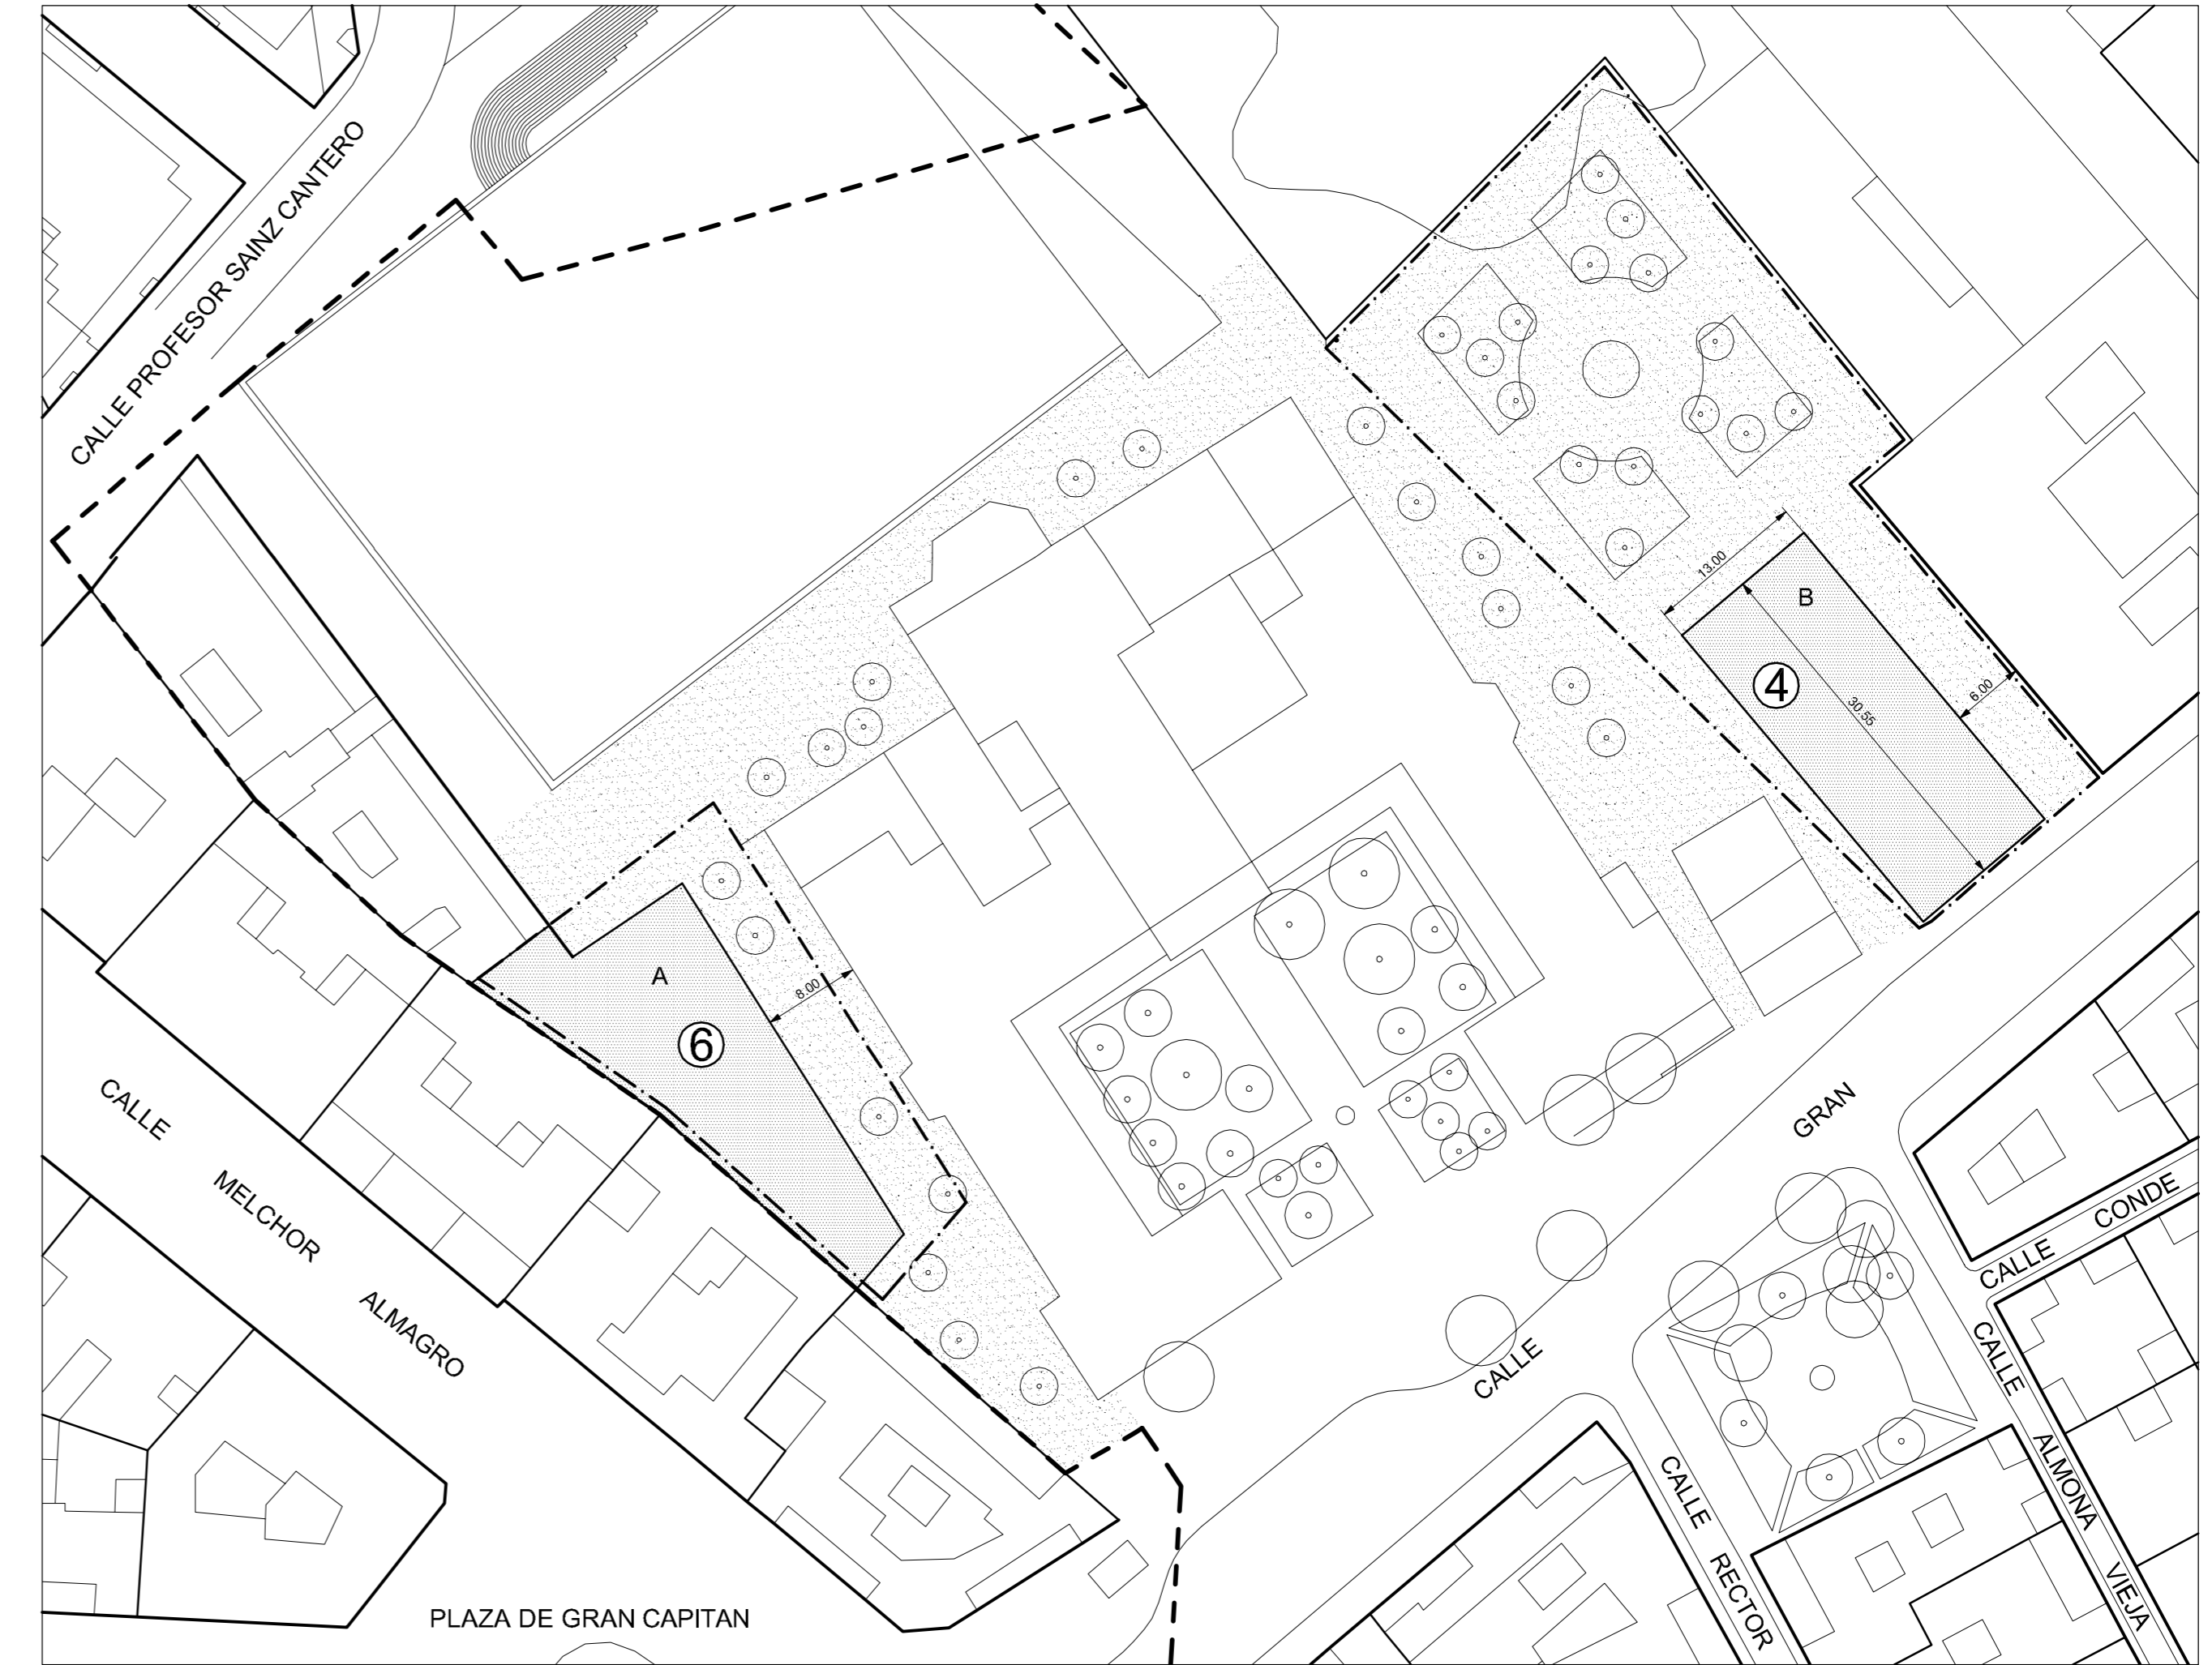 CALLE PROFESOR SAINZ CANTERO
13.00
B
④
30.55
6.00
A
8.00
⑥
CALLE MELCHOR ALMAGRO
CALLE GRAN
CALLE CONDE
CALLE ALMONA VIEJA
CALLE RECTOR
PLAZA DE GRAN CAPITAN